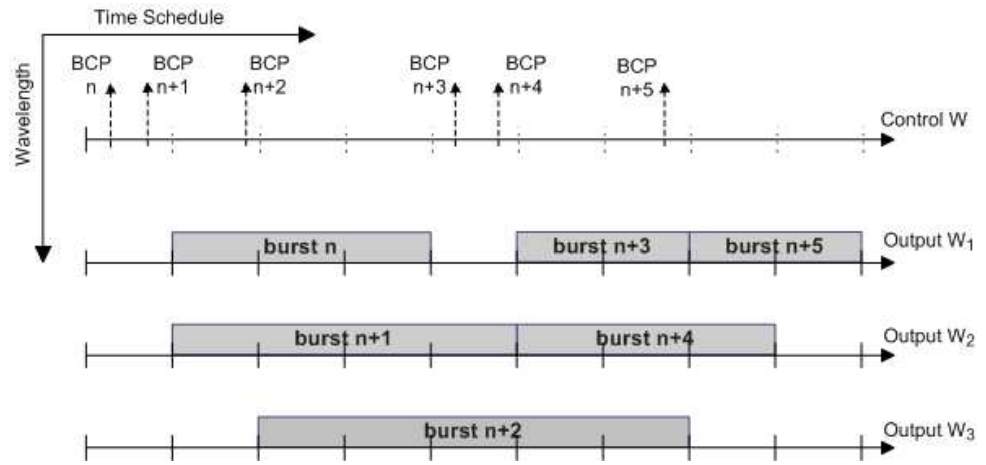 Time Schedule
Wavelength
BCP n
BCP n+1
BCP n+2
BCP n+3
BCP n+4
BCP n+5
Control W
burst n
burst n+3
burst n+5
Output W1
burst n+1
burst n+4
Output W2
burst n+2
Output W3